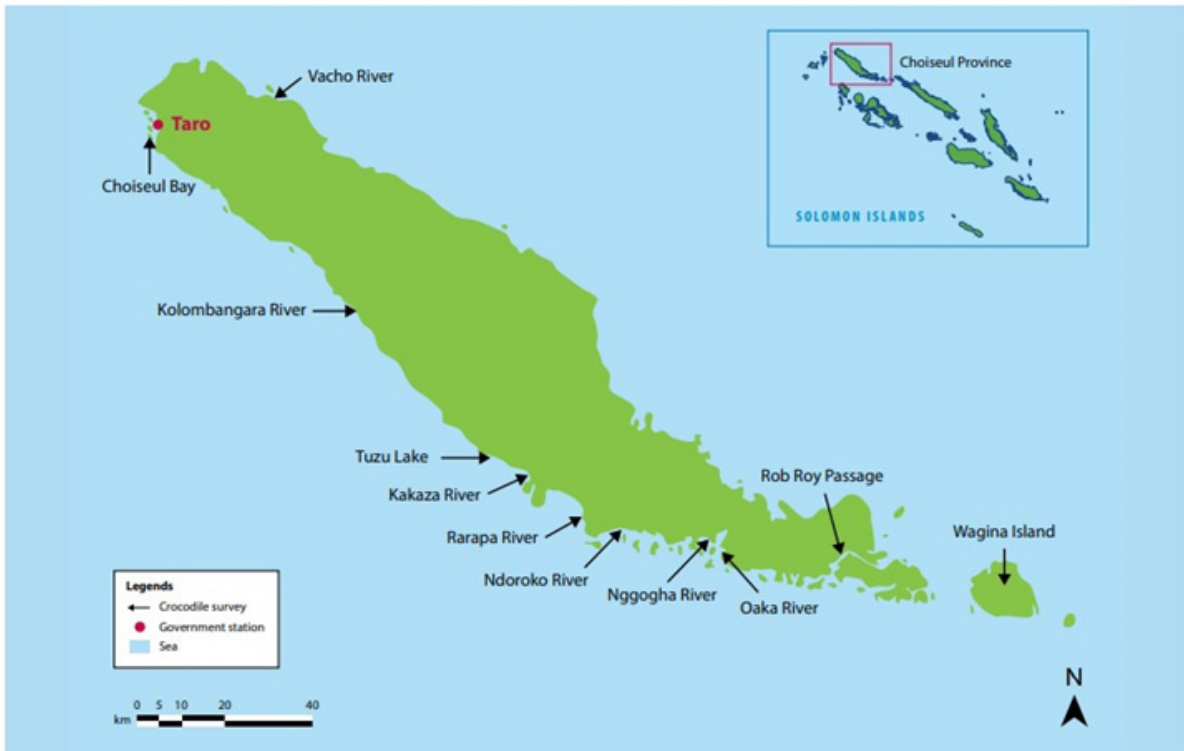 Vacho River
Choiseul Province
Taro
Choiseul Bay
SOLOMON ISLANDS
Kolombangara River
Tuzu Lake
Rob Roy Passage
Kakaza River
Wagina Island
Rarapa River
Ndoroko River
Nggogha River
Oaka River
Legends
Crocodile survey
Government station
Sea
N
0 5 10 20 40
km